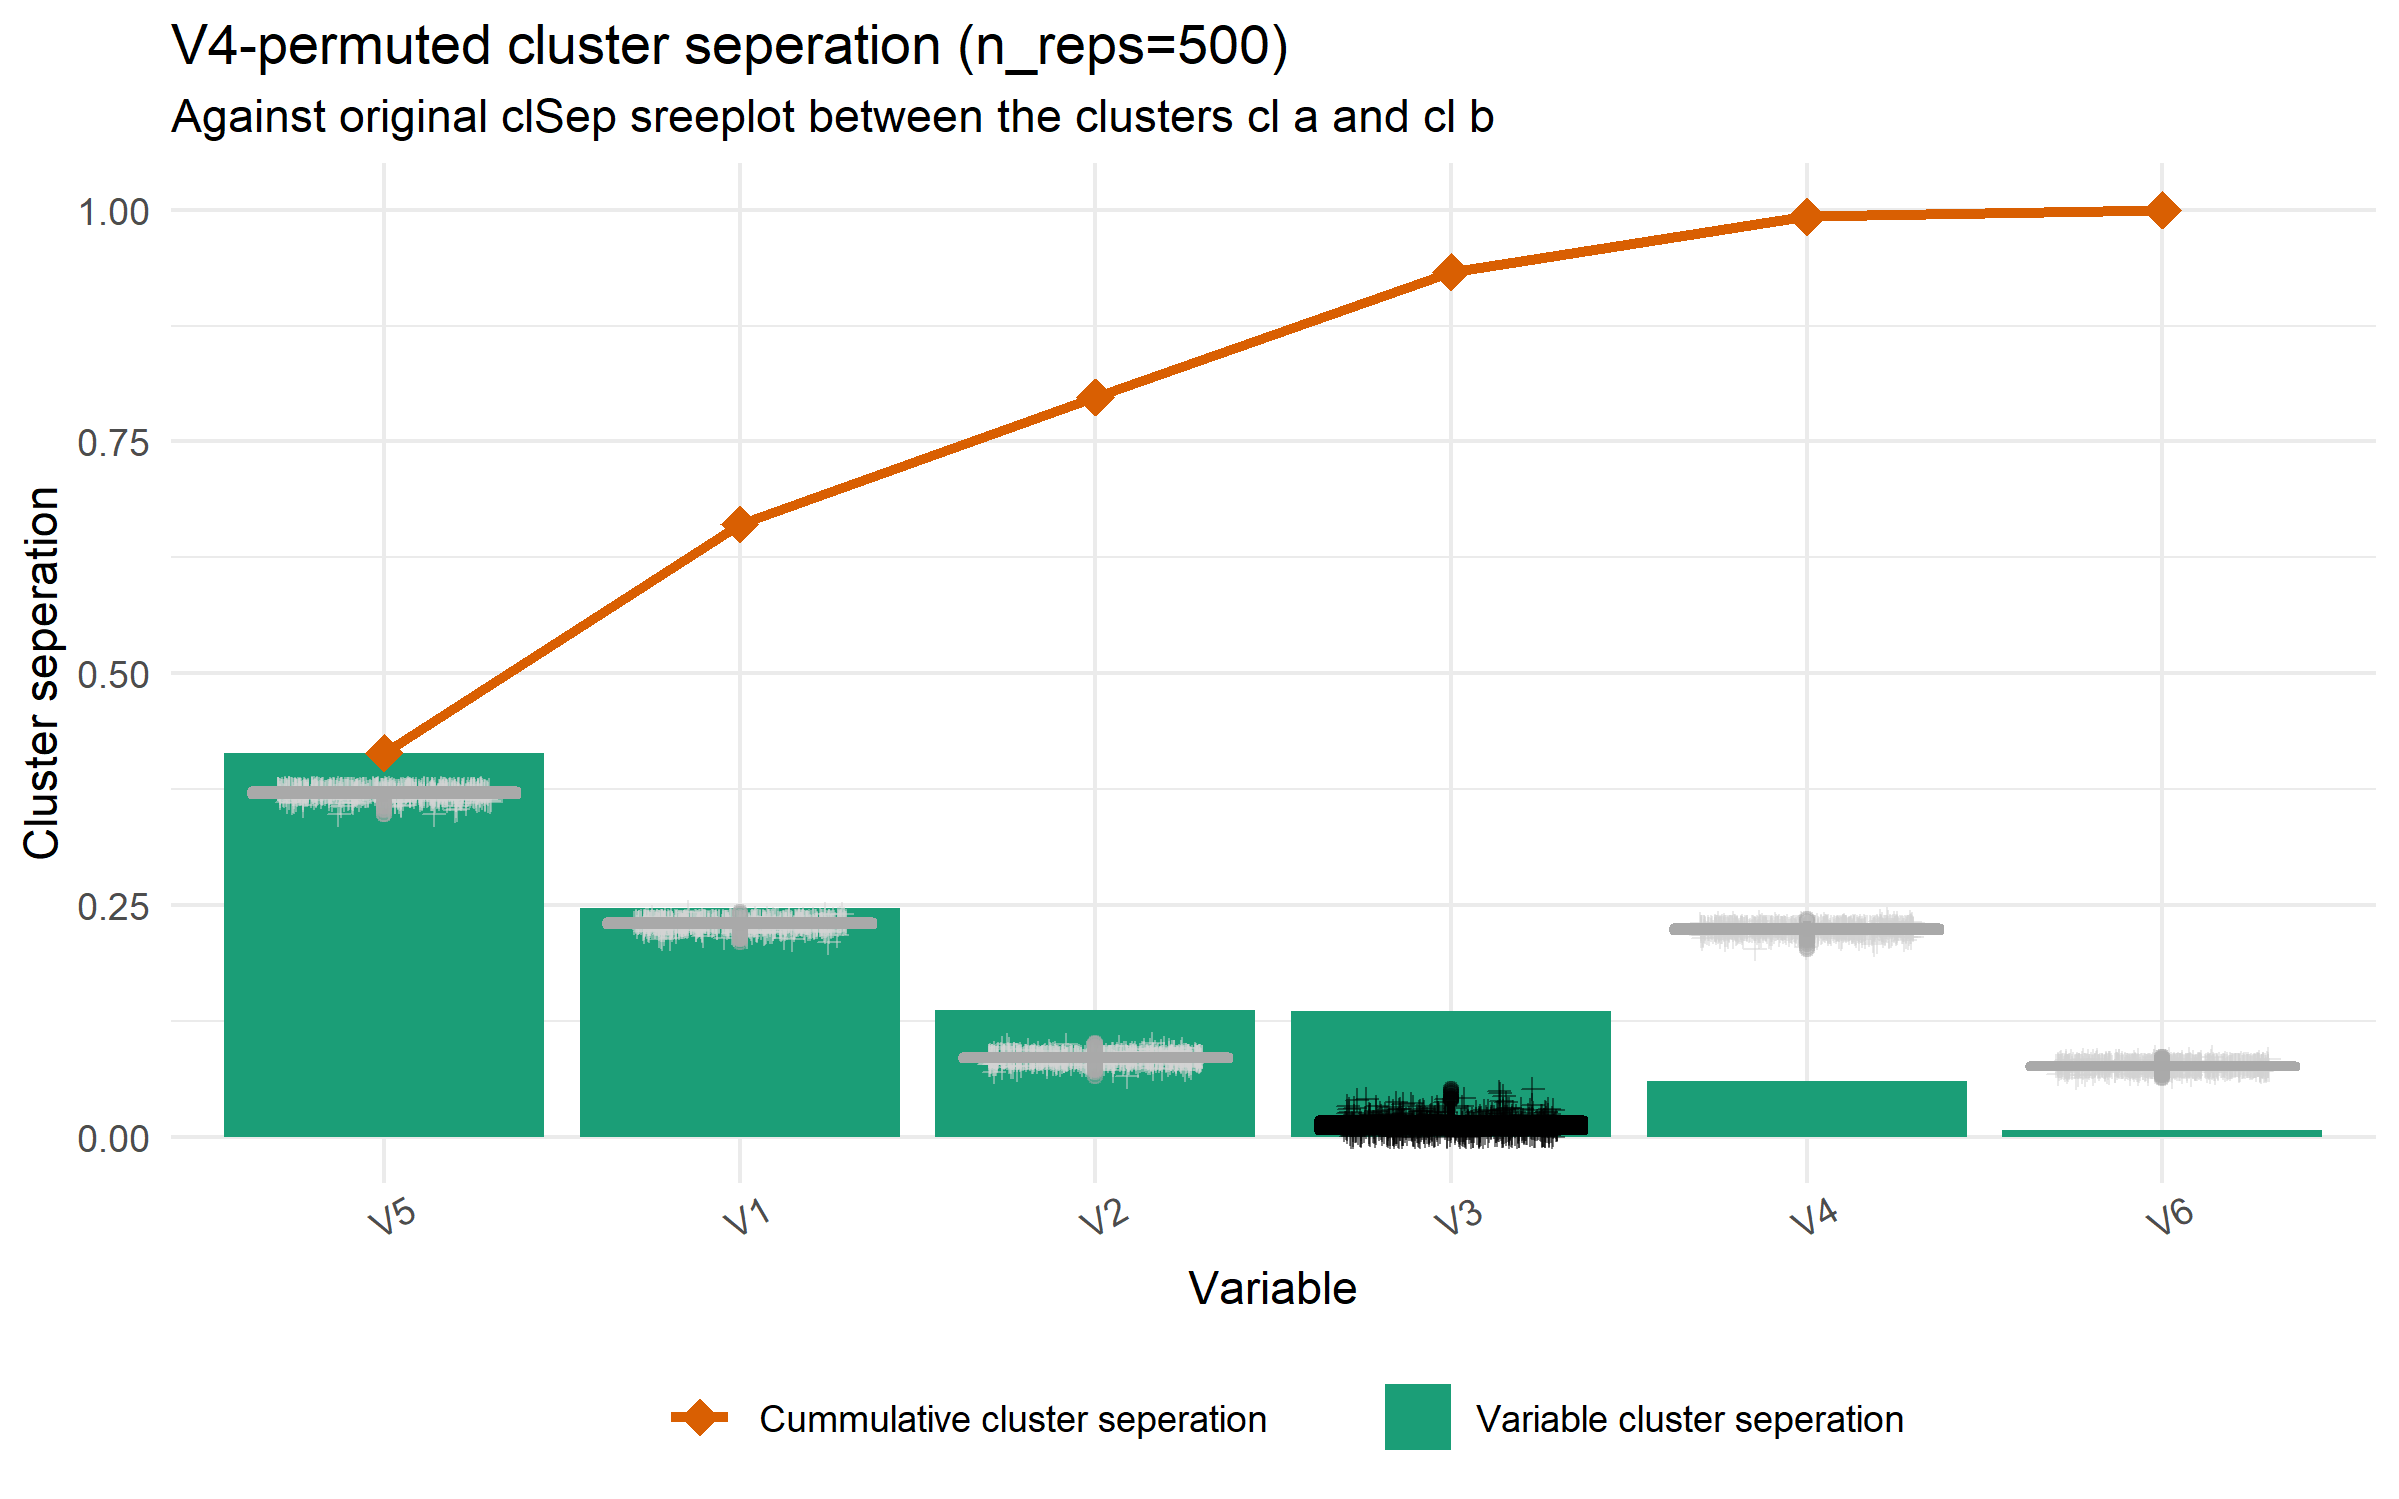 V4-permuted cluster seperation (n_reps=500)
Against original clSep sreeplot between the clusters cl a and cl b
Cluster seperation
1.00
0.75
0.50
0.25
0.00
V5
V1
V2
V3
V4
V6
Variable
Cummulative cluster seperation
Variable cluster seperation